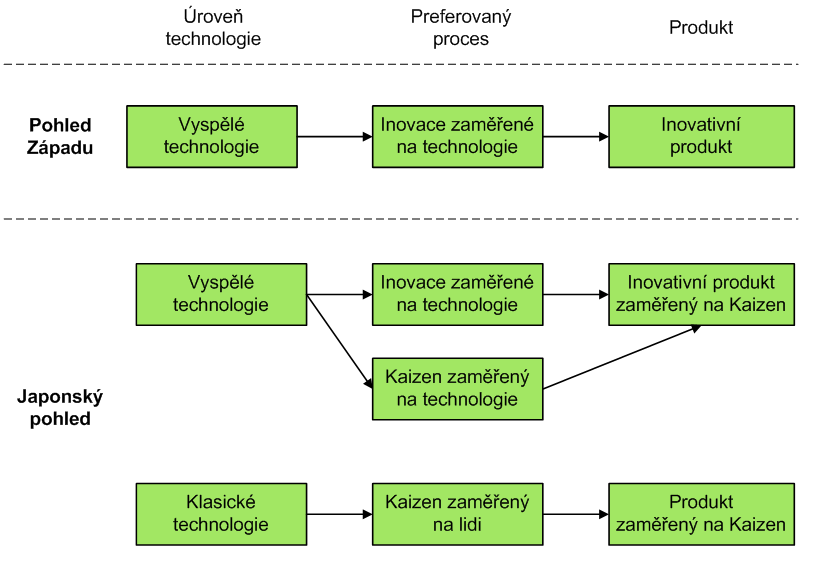 Úroveň
technologie
Preferovaný
proces
Produkt
Pohled
Západu
Vyspělé
technologie
Inovace zaměřené
na technologie
Inovativní
produkt
Japonský
pohled
Vyspělé
technologie
Inovace zaměřené
na technologie
Inovativní produkt
zaměřený na Kaizen
Kaizen zaměřený
na technologie
Klasické
technologie
Kaizen zaměřený
na lidi
Produkt
zaměřený na Kaizen